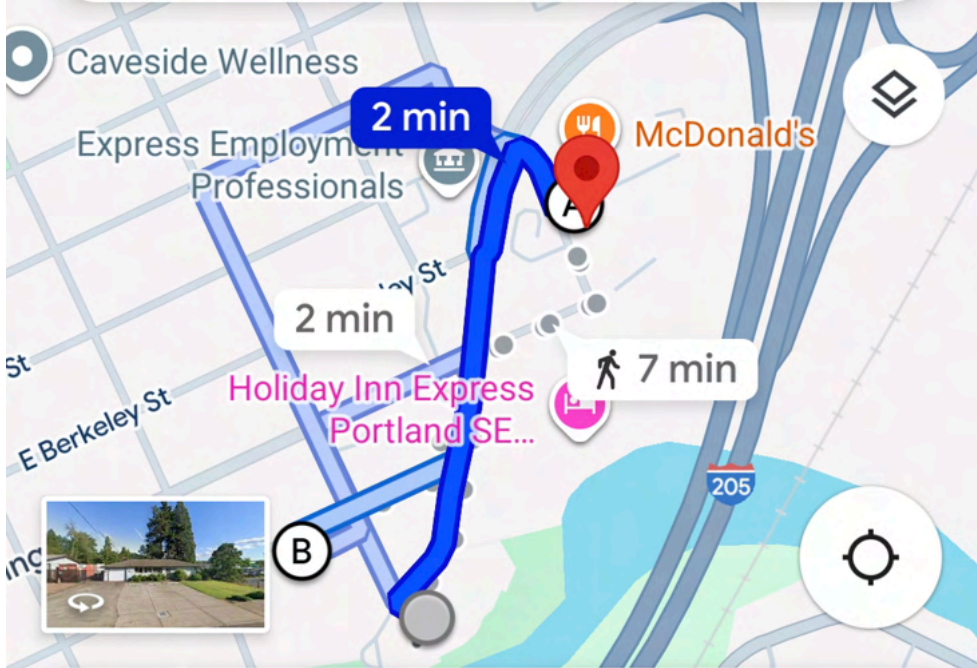 Caveside Wellness
2 min
McDonald's
Express Employment
Professionals
St
2 min
7 min
St
Holiday Inn Express
Portland SE...
E Berkeley St
205
B